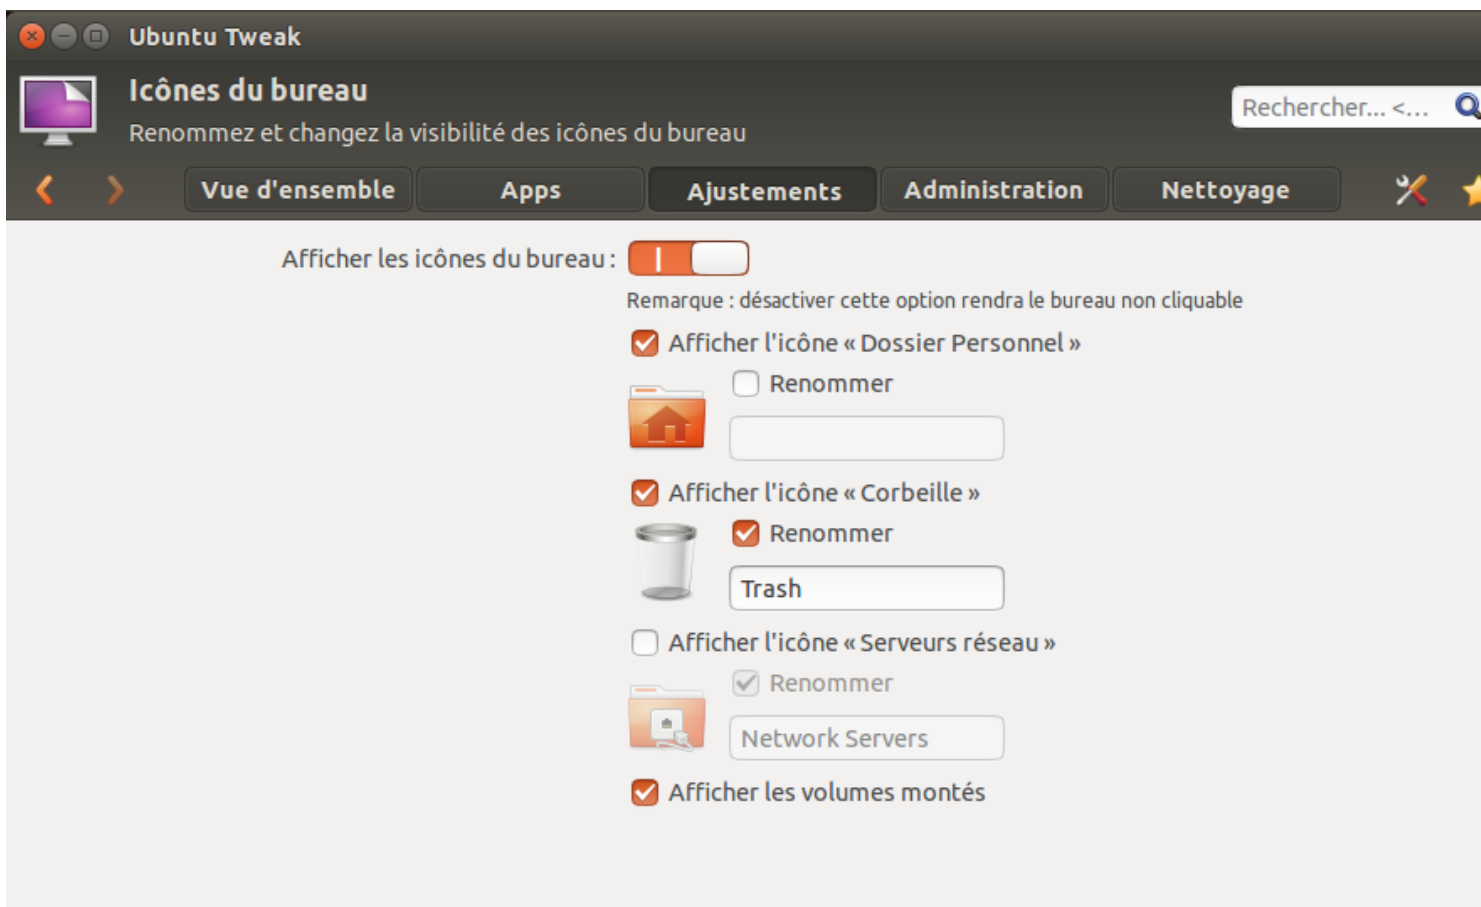 Ubuntu Tweak
Icônes du bureau
Renommez et changez la visibilité des icônes du bureau
Rechercher... <...
Vue d'ensemble Apps Ajustements Administration Nettoyage
Afficher les icônes du bureau :
Remarque : désactiver cette option rendra le bureau non cliquable
Afficher l'icône « Dossier Personnel »
Renommer
Afficher l'icône « Corbeille »
Renommer
Trash
Afficher l'icône « Serveurs réseau »
Renommer
Network Servers
Afficher les volumes montés